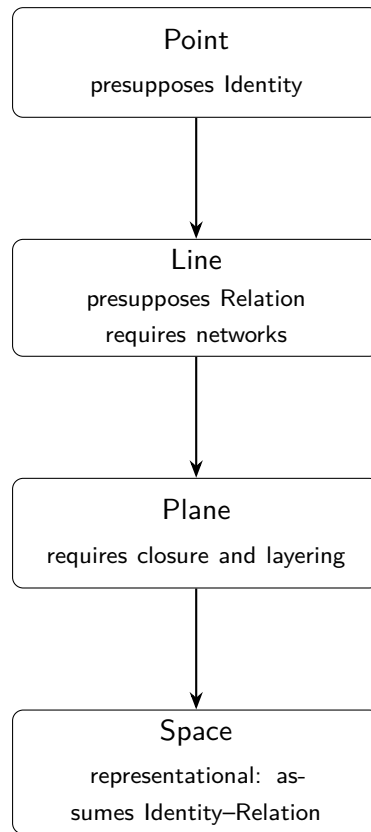 Point
presupposes Identity
Line
presupposes Relation
requires networks
Plane
requires closure and layering
Space
representational: as-
sumes Identity–Relation